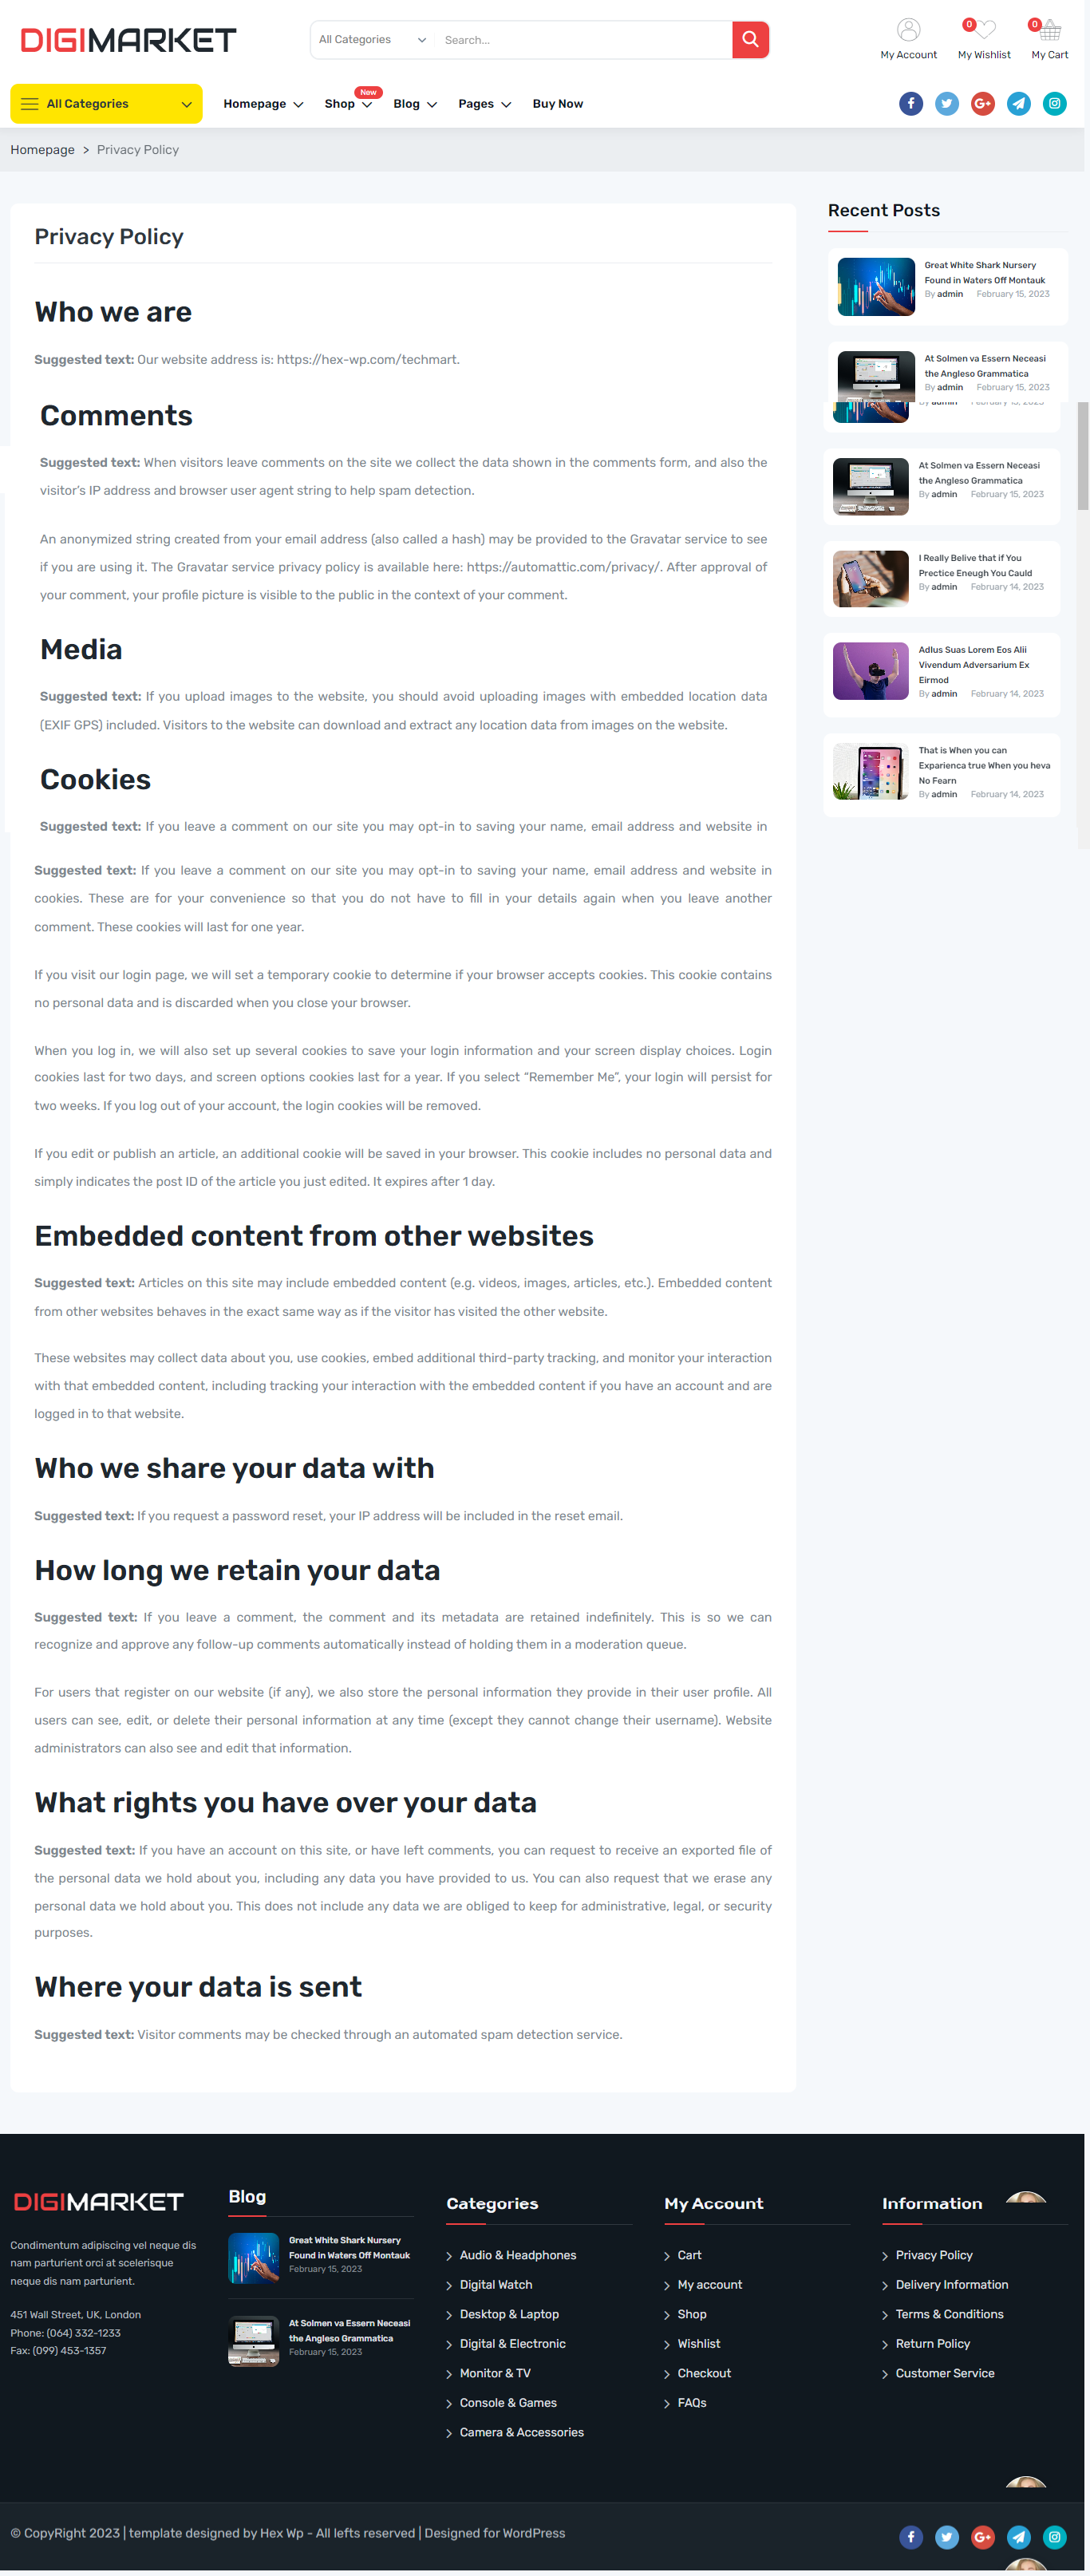 DIGIMARKET
All Categories
Search...
0
0
My Account
My Wishlist
My Cart
All Categories
Homepage
Shop
New
Blog
Pages
Buy Now
Homepage > Privacy Policy
Privacy Policy
Who we are
Suggested text: Our website address is: https://hex-wp.com/techmart.
Comments
Suggested text: When visitors leave comments on the site we collect the data shown in the comments form, and also the
visitor's IP address and browser user agent string to help spam detection.
An anonymized string created from your email address (also called a hash) may be provided to the Gravatar service to see
if you are using it. The Gravatar service privacy policy is available here: https://automattic.com/privacy/. After approval of
your comment, your profile picture is visible to the public in the context of your comment.
Media
Suggested text: If you upload images to the website, you should avoid uploading images with embedded location data
(EXIF GPS) included. Visitors to the website can download and extract any location data from images on the website.
Cookies
Suggested text: If you leave a comment on our site you may opt-in to saving your name, email address and website in
Suggested text: If you leave a comment on our site you may opt-in to saving your name, email address and website in
cookies. These are for your convenience so that you do not have to fill in your details again when you leave another
comment. These cookies will last for one year.
If you visit our login page, we will set a temporary cookie to determine if your browser accepts cookies. This cookie contains
no personal data and is discarded when you close your browser.
When you log in, we will also set up several cookies to save your login information and your screen display choices. Login
cookies last for two days, and screen options cookies last for a year. If you select “Remember Me”, your login will persist for
two weeks. If you log out of your account, the login cookies will be removed.
If you edit or publish an article, an additional cookie will be saved in your browser. This cookie includes no personal data and
simply indicates the post ID of the article you just edited. It expires after 1 day.
Embedded content from other websites
Suggested text: Articles on this site may include embedded content (e.g. videos, images, articles, etc.). Embedded content
from other websites behaves in the exact same way as if the visitor has visited the other website.
These websites may collect data about you, use cookies, embed additional third-party tracking, and monitor your interaction
with that embedded content, including tracking your interaction with the embedded content if you have an account and are
logged in to that website.
Who we share your data with
Suggested text: If you request a password reset, your IP address will be included in the reset email.
How long we retain your data
Suggested text: If you leave a comment, the comment and its metadata are retained indefinitely. This is so we can
recognize and approve any follow-up comments automatically instead of holding them in a moderation queue.
For users that register on our website (if any), we also store the personal information they provide in their user profile. All
users can see, edit, or delete their personal information at any time (except they cannot change their username). Website
administrators can also see and edit that information.
What rights you have over your data
Suggested text: If you have an account on this site, or have left comments, you can request to receive an exported file of
the personal data we hold about you, including any data you have provided to us. You can also request that we erase any
personal data we hold about you. This does not include any data we are obliged to keep for administrative, legal, or security
purposes.
Where your data is sent
Suggested text: Visitor comments may be checked through an automated spam detection service.
Recent Posts
Great White Shark Nursery
Found in Waters Off Montauk
By admin February 15, 2023
At Solmen va Essern Neceasi
the Angleso Grammatica
By admin February 15, 2023
By admin February 15, 2023
At Solmen va Essern Neceasi
the Angleso Grammatica
By admin February 15, 2023
I Really Belive that if You
Prectice Eneugh You Cauld
By admin February 14, 2023
Adlus Suas Lorem Eos Alii
Vivendum Adversarium Ex
Eirmod
By admin February 14, 2023
That is When you can
Exparienca true When you heva
No Fearn
By admin February 14, 2023
DIGIMARKET
Condimentum adipiscing vel neque dis
nam parturient orci at scelerisque
neque dis nam parturient.
451 Wall Street, UK, London
Phone: (064) 332-1233
Fax: (099) 453-1357
Blog
Great White Shark Nursery
Found in Waters Off Montauk
February 15, 2023
At Solmen va Essern Neceasi
the Angleso Grammatica
February 15, 2023
Categories
Audio & Headphones
Digital Watch
Desktop & Laptop
Digital & Electronic
Monitor & TV
Console & Games
Camera & Accessories
My Account
Cart
My account
Shop
Wishlist
Checkout
FAQs
Information
Privacy Policy
Delivery Information
Terms & Conditions
Return Policy
Customer Service
© CopyRight 2023 | template designed by Hex Wp - All lefts reserved | Designed for WordPress